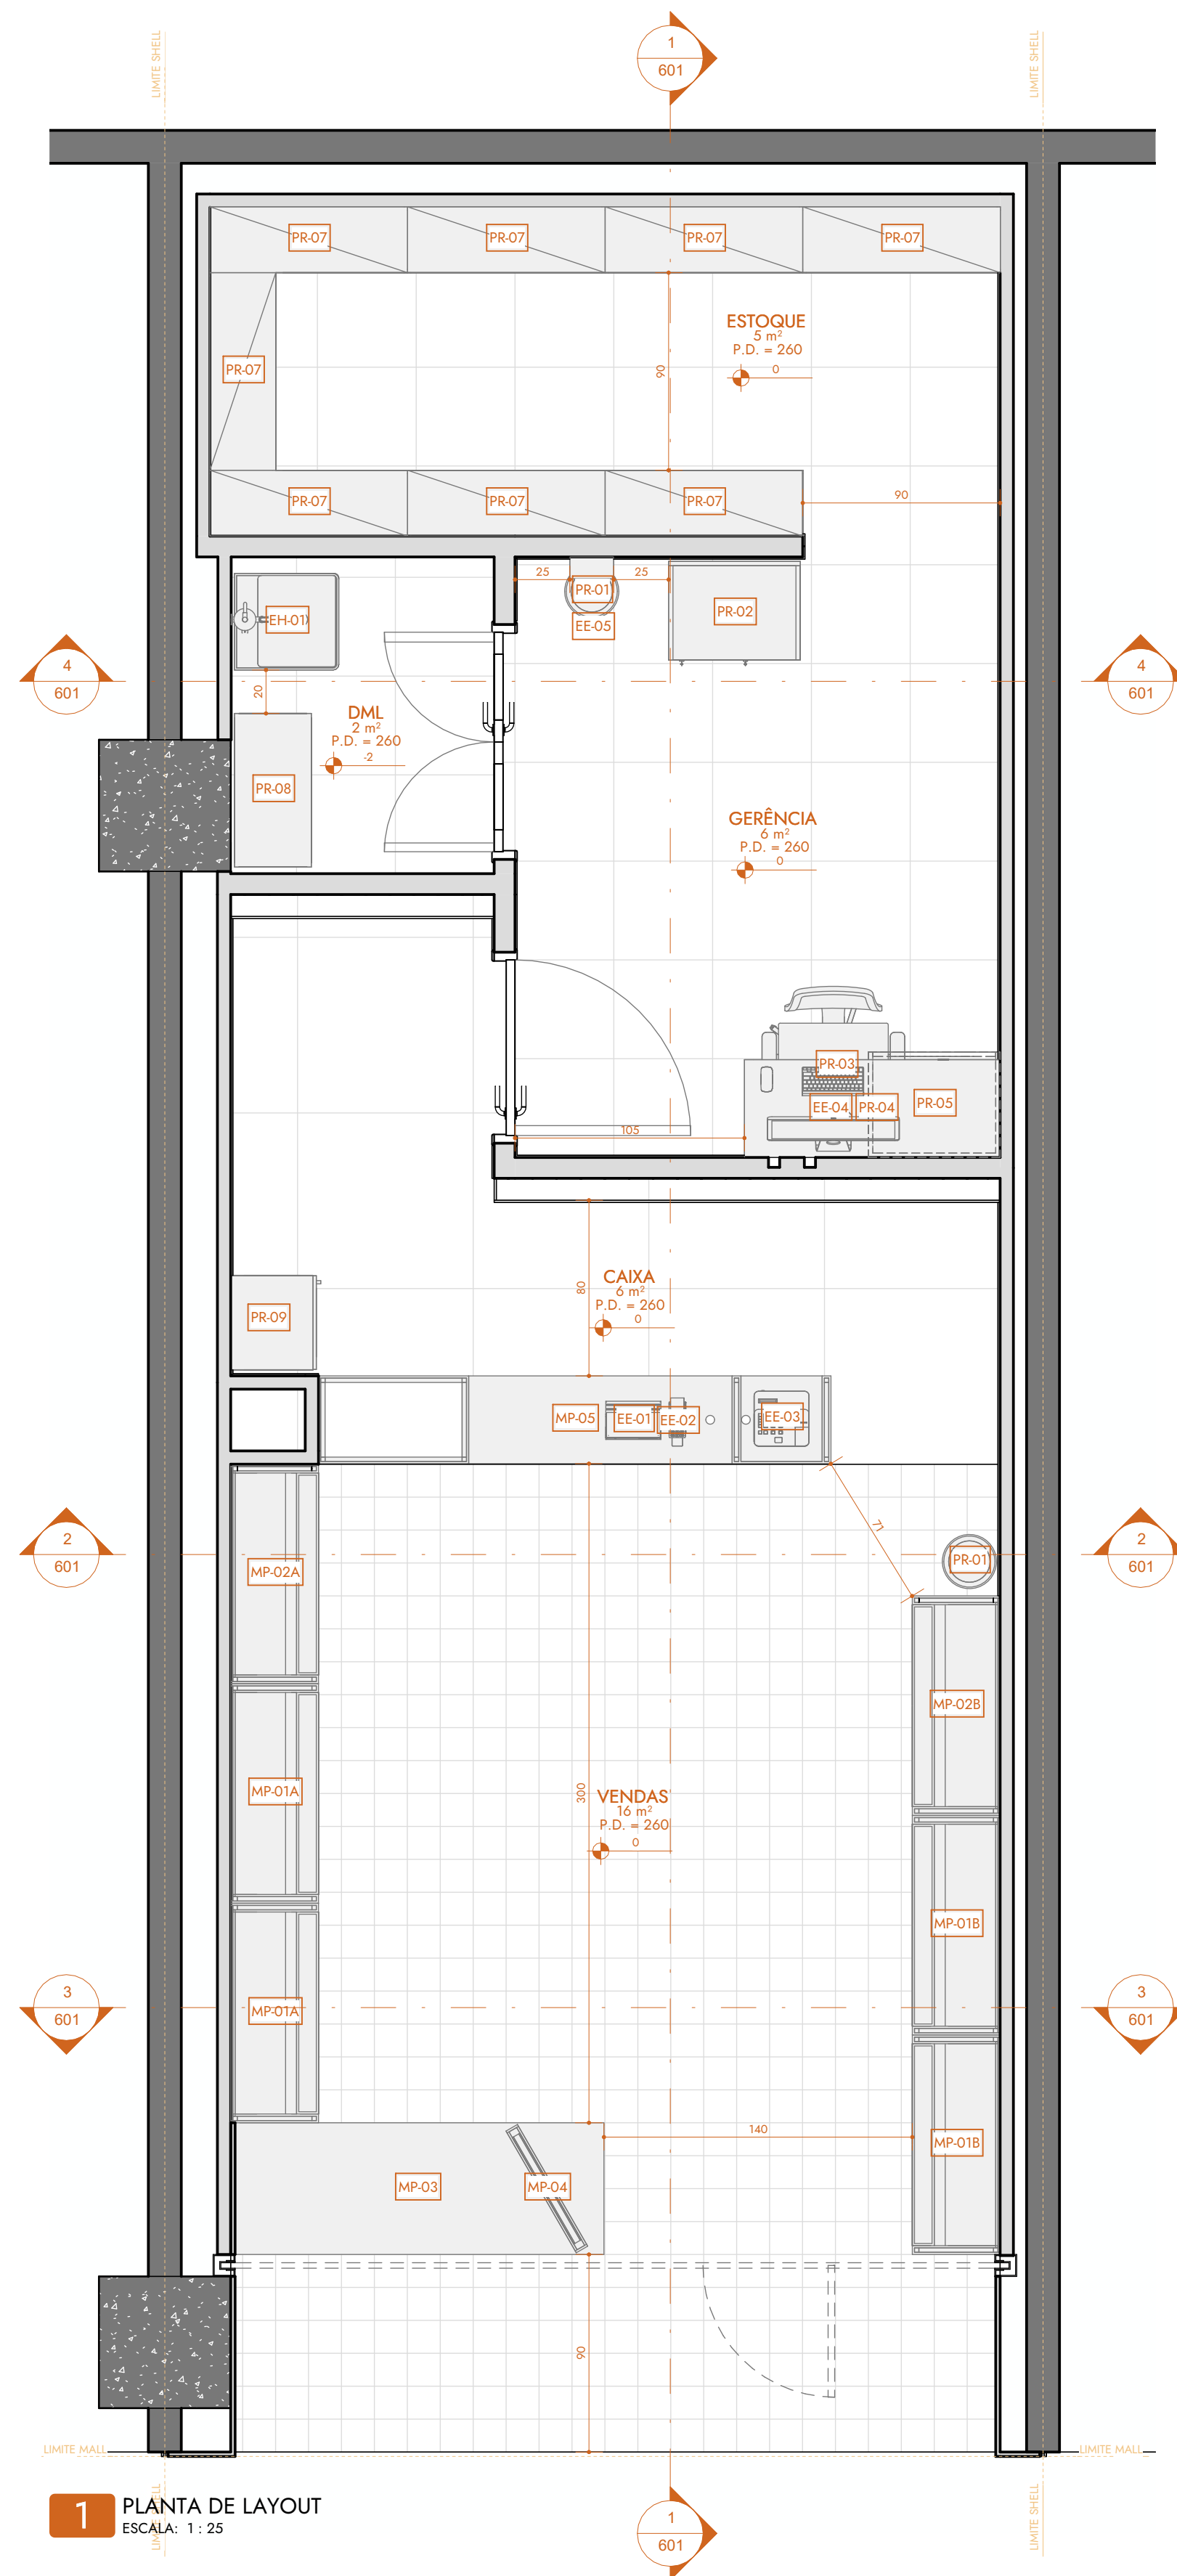 LIMITE SHELL
1
601
LIMITE SHELL
PR-07
PR-07
PR-07
PR-07
ESTOQUE
5 m²
P.D. = 260
0
PR-07
90
PR-07
PR-07
PR-07
90
25
25
PR-01
EE-05
PR-02
EH-01
4
601
4
601
20
DML
2 m²
P.D. = 260
-2
PR-08
GERÊNCIA
6 m²
P.D. = 260
0
PR-03
EE-04
PR-04
PR-05
105
CAIXA
6 m²
P.D. = 260
0
80
PR-09
MP-05
EE-01
EE-02
EE-03
71
2
601
2
601
PR-01
MP-02A
MP-02B
MP-01A
300
VENDAS
16 m²
P.D. = 260
0
MP-01B
3
601
3
601
MP-01A
140
MP-01B
MP-03
MP-04
90
LIMITE MALL
LIMITE MALL
LIMITE SHELL
LIMITE SHELL
1
PLANTA DE LAYOUT
ESCALA: 1 : 25
1
601